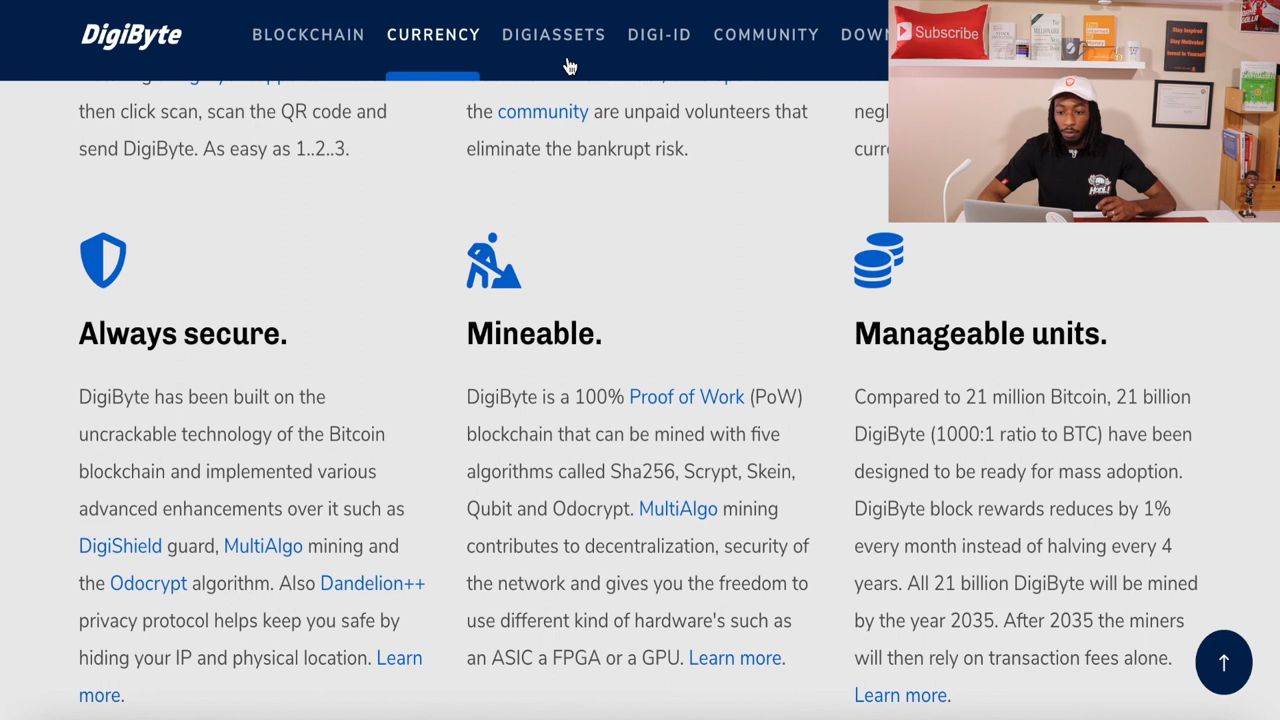 DigiByte
BLOCKCHAIN
CURRENCY
DIGIASSETS
DIGI-ID
COMMUNITY
Subscribe
then click scan, scan the QR code and
send DigiByte. As easy as 1..2..3.
the community are unpaid volunteers that
eliminate the bankrupt risk.
Always secure.
DigiByte has been built on the
uncrackable technology of the Bitcoin
blockchain and implemented various
advanced enhancements over it such as
DigiShield guard, MultiAlgo mining and
the Odocrypt algorithm. Also Dandelion++
privacy protocol helps keep you safe by
hiding your IP and physical location. Learn
more.
Mineable.
DigiByte is a 100% Proof of Work (PoW)
blockchain that can be mined with five
algorithms called Sha256, Scrypt, Skein,
Qubit and Odocrypt. MultiAlgo mining
contributes to decentralization, security of
the network and gives you the freedom to
use different kind of hardware's such as
an ASIC a FPGA or a GPU. Learn more.
Manageable units.
Compared to 21 million Bitcoin, 21 billion
DigiByte (1000:1 ratio to BTC) have been
designed to be ready for mass adoption.
DigiByte block rewards reduces by 1%
every month instead of halving every 4
years. All 21 billion DigiByte will be mined
by the year 2035. After 2035 the miners
will then rely on transaction fees alone.
Learn more.